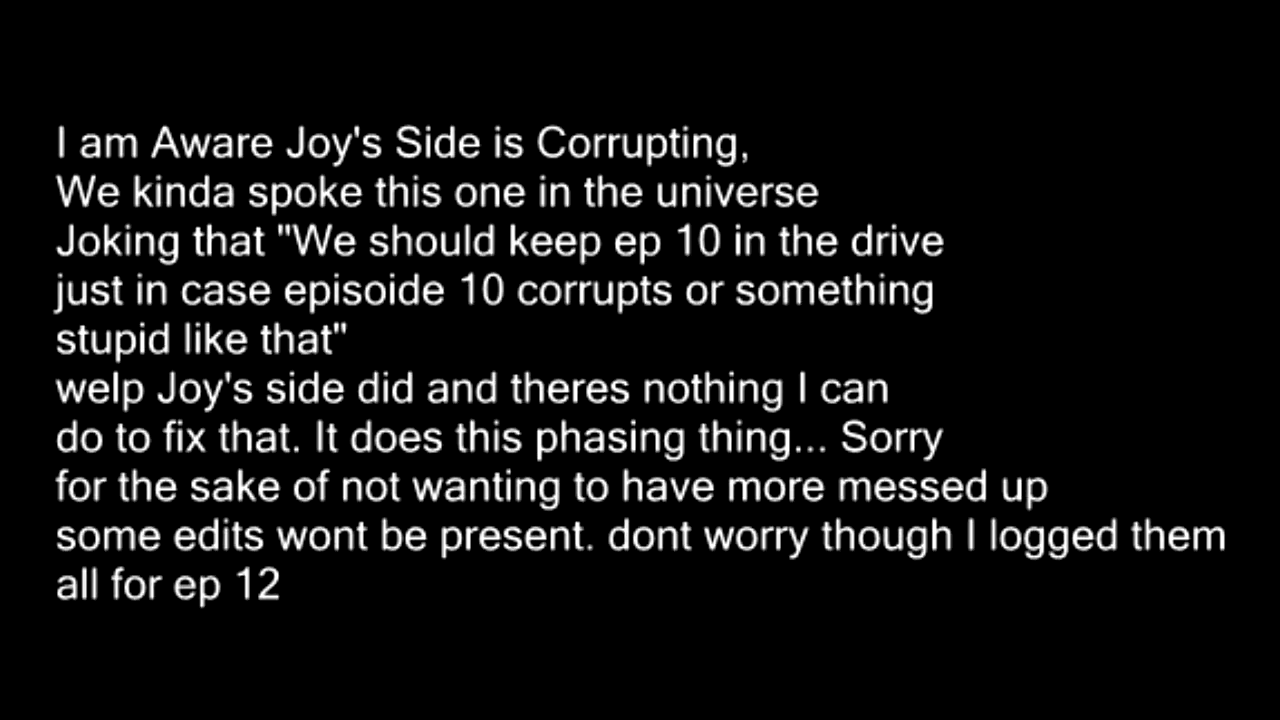 I am Aware Joy's Side is Corrupting,
We kinda spoke this one in the universe
Joking that "We should keep ep 10 in the drive
just in case episoide 10 corrupts or something
stupid like that"
welp Joy's side did and theres nothing I can
do to fix that. It does this phasing thing... Sorry
for the sake of not wanting to have more messed up
some edits wont be present. dont worry though I logged them
all for ep 12